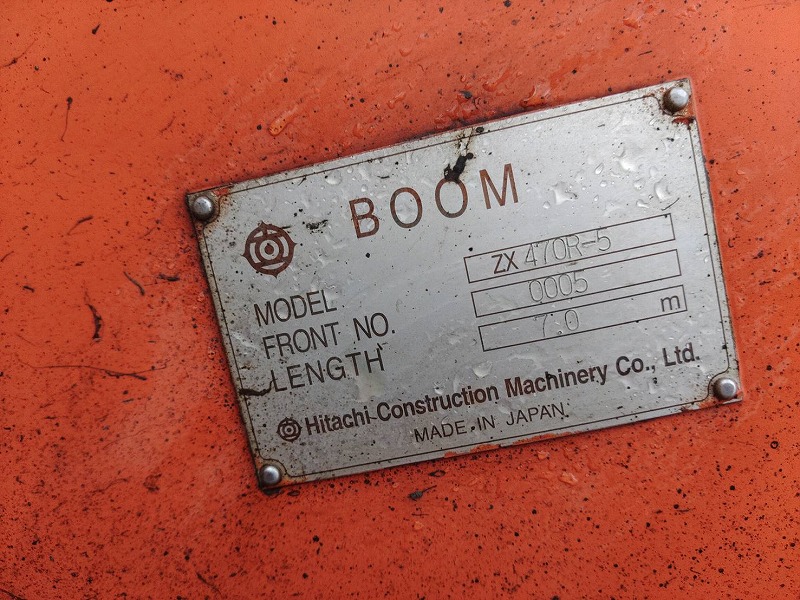 BOOM
MODEL ZX 470R-5
FRONT NO. 0005
LENGTH 7.0 m
Hitachi Construction Machinery Co., Ltd.
MADE IN JAPAN